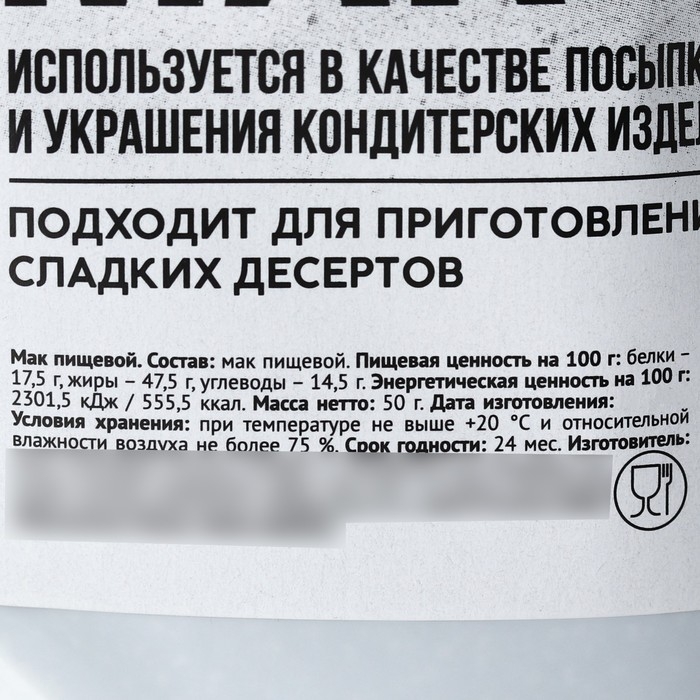 ИСПОЛЬЗУЕТСЯ В КАЧЕСТВЕ ПОСЫПК
И УКРАШЕНИЯ КОНДИТЕРСКИХ ИЗДЕЛ
ПОДХОДИТ ДЛЯ ПРИГОТОВЛЕНИ
СЛАДКИХ ДЕСЕРТОВ
Мак пищевой. Состав: мак пищевой. Пищевая ценность на 100 г: белки –
17,5 г, жиры – 47,5 г, углеводы – 14,5 г. Энергетическая ценность на 100 г:
2301,5 кДж / 555,5 ккал. Масса нетто: 50 г. Дата изготовления:
Условия хранения: при температуре не выше +20 °С и относительной
влажности воздуха не более 75 %. Срок годности: 24 мес. Изготовитель: